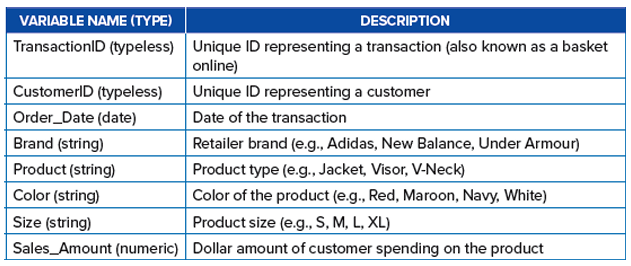 VARIABLE NAME (TYPE) DESCRIPTION
TransactionID (typeless) Unique ID representing a transaction (also known as a basket
online)
CustomerID (typeless) Unique ID representing a customer
Order_Date (date) Date of the transaction
Brand (string) Retailer brand (e.g., Adidas, New Balance, Under Armour)
Product (string) Product type (e.g., Jacket, Visor, V-Neck)
Color (string) Color of the product (e.g., Red, Maroon, Navy, White)
Size (string) Product size (e.g., S, M, L, XL)
Sales_Amount (numeric) Dollar amount of customer spending on the product